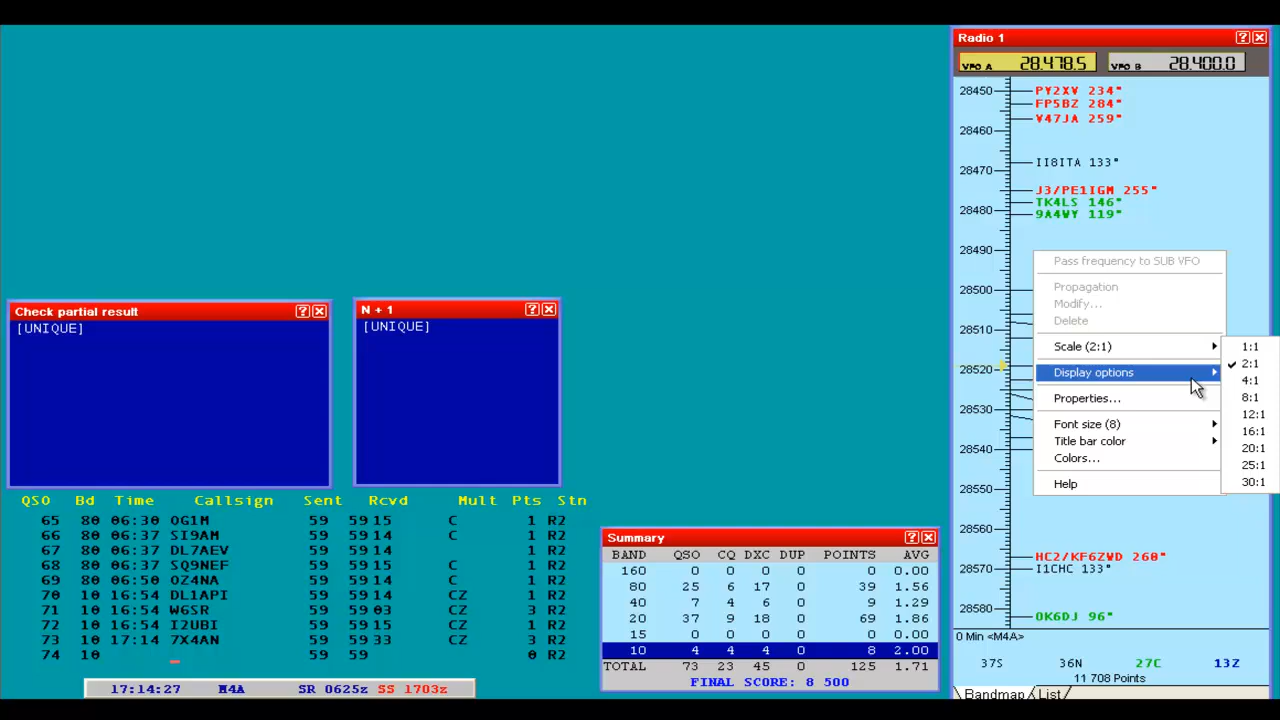 Radio 1
VFO A 28.478.5 VFO B 28.400.0
28450
PY2XV 234°
FP5BZ 284°
V47JA 259°
28460
II8ITA 133°
28470
J3/PE1IGM 255°
TK4LS 146°
28480
9A4WY 119°
28490
28500
28510
28520
28530
28540
28550
28560
HC2/KF6ZWD 268°
28570
I1CHC 133°
28580
OK6DJ 96°
Pass frequency to SUB VFO
Propagation
Modify...
Delete
Scale (2:1)
Display options
Properties...
Font size (8)
Title bar color
Colors...
Help
1:1
2:1
4:1
8:1
12:1
16:1
20:1
25:1
30:1
0 Min <M4A>
37S 36N 27C 13Z
11 708 Points
Bandmap List
Check partial result
[UNIQUE]
N + 1
[UNIQUE]
QSO Bd Time Callsign Sent Rcvd Mult Pts Stn
65 80 06:30 OG1M 59 59 15 C 1 R2
66 80 06:37 SI9AM 59 59 14 C 1 R2
67 80 06:37 DL7AEV 59 59 14 1 R2
68 80 06:37 SQ9NEF 59 59 15 C 1 R2
69 80 06:50 OZ4NA 59 59 14 C 1 R2
70 10 16:54 DL1API 59 59 14 CZ 1 R2
71 10 16:54 W6SR 59 59 03 CZ 3 R2
72 10 16:54 I2UBI 59 59 15 CZ 1 R2
73 10 17:14 7X4AN 59 59 33 CZ 3 R2
74 10 59 59 0 R2
Summary
BAND QSO CQ DXC DUP POINTS AVG
160 0 0 0 0 0 0.00
80 25 6 17 0 39 1.56
40 7 4 6 0 9 1.29
20 37 9 18 0 69 1.86
15 0 0 0 0 0 0.00
10 4 4 4 0 8 2.00
TOTAL 73 23 45 0 125 1.71
FINAL SCORE: 8 500
17:14:27 M4A SR 0625z SS 1703z